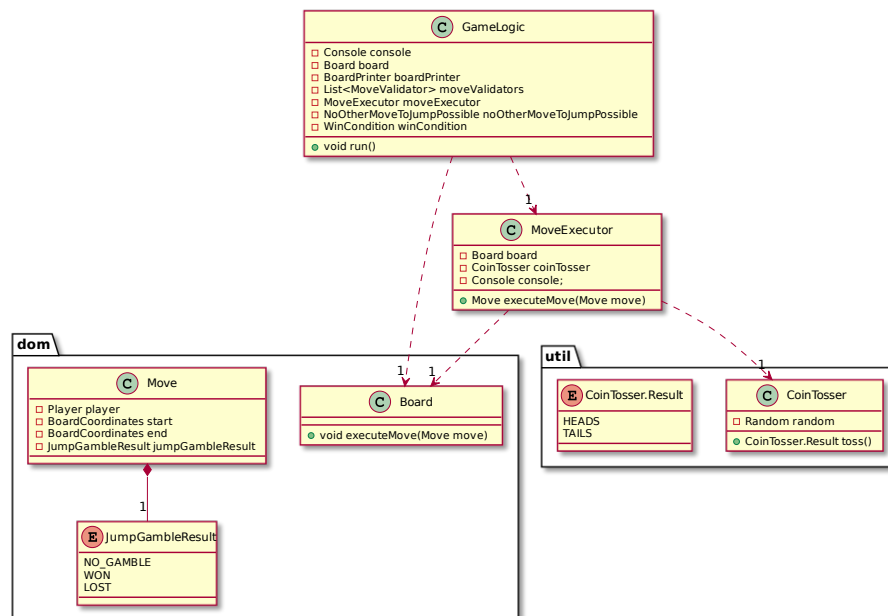 C GameLogic
Console console
Board board
BoardPrinter boardPrinter
List<MoveValidator> moveValidators
MoveExecutor moveExecutor
NoOtherMoveToJumpPossible noOtherMoveToJumpPossible
WinCondition winCondition
void run()
1
C MoveExecutor
Board board
CoinTosser coinTosser
Console console;
Move executeMove(Move move)
dom
1
1
C Move
Player player
BoardCoordinates start
BoardCoordinates end
JumpGambleResult jumpGambleResult
C Board
void executeMove(Move move)
1
E JumpGambleResult
NO_GAMBLE
WON
LOST
util
1
E CoinTosser.Result
HEADS
TAILS
C CoinTosser
Random random
CoinTosser.Result toss()